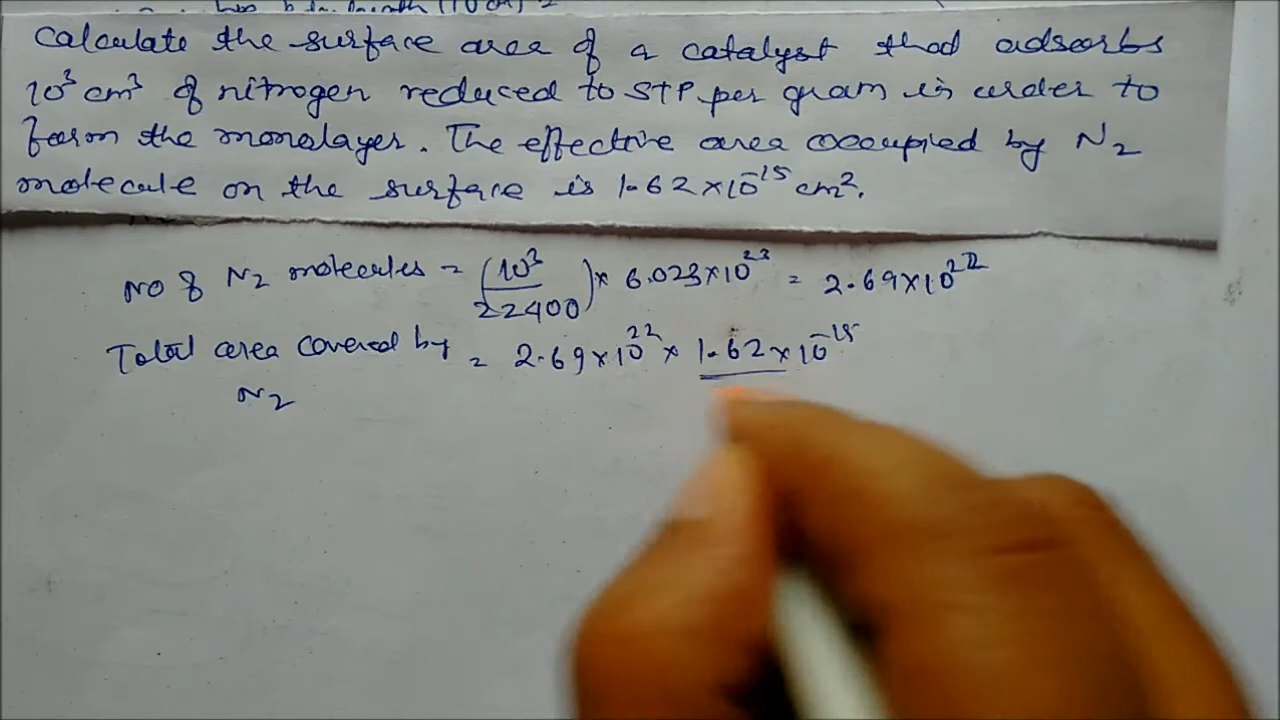 Calculate the surface area of a catalyst that adsorbs
10³ cm³ of nitrogen reduced to STP per gram in order to
form the monolayer. The effective area occupied by N₂
molecule on the surface is 1.62×10⁻¹⁵ cm².
No of N₂ molecules = (10³/22400) × 6.023×10²³ = 2.69×10²²
Total area covered by = 2.69×10²² × 1.62×10⁻¹⁵
N₂